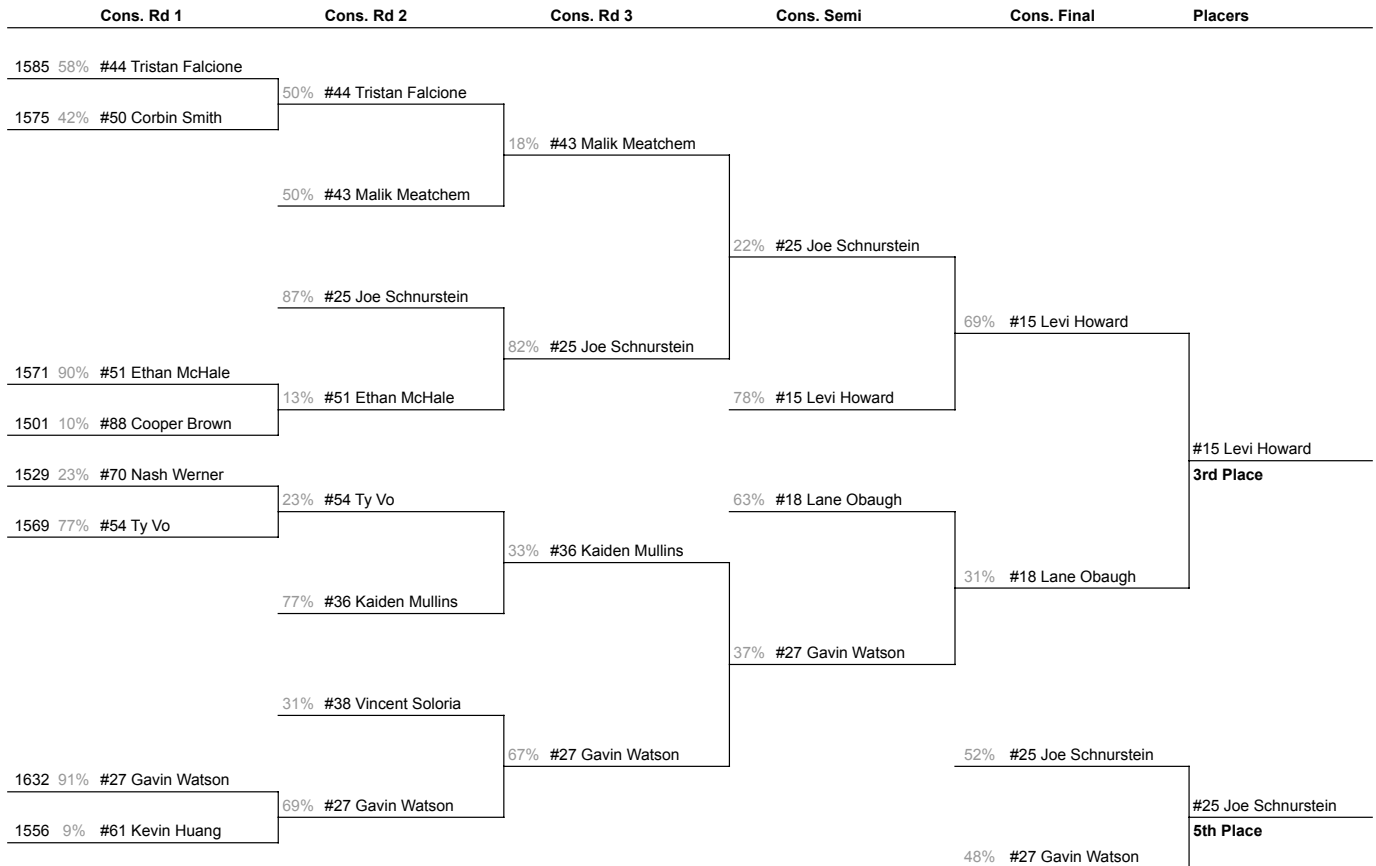 Cons. Rd 1 Cons. Rd 2 Cons. Rd 3 Cons. Semi Cons. Final Placers
1585 58% #44 Tristan Falcione
50% #44 Tristan Falcione
1575 42% #50 Corbin Smith
18% #43 Malik Meatchem
50% #43 Malik Meatchem
22% #25 Joe Schnurstein
87% #25 Joe Schnurstein
69% #15 Levi Howard
82% #25 Joe Schnurstein
1571 90% #51 Ethan McHale
13% #51 Ethan McHale
78% #15 Levi Howard
1501 10% #88 Cooper Brown
#15 Levi Howard
3rd Place
1529 23% #70 Nash Werner
23% #54 Ty Vo
63% #18 Lane Obaugh
1569 77% #54 Ty Vo
33% #36 Kaiden Mullins
31% #18 Lane Obaugh
77% #36 Kaiden Mullins
37% #27 Gavin Watson
31% #38 Vincent Soloria
67% #27 Gavin Watson
52% #25 Joe Schnurstein
1632 91% #27 Gavin Watson
69% #27 Gavin Watson
#25 Joe Schnurstein
5th Place
1556 9% #61 Kevin Huang
48% #27 Gavin Watson